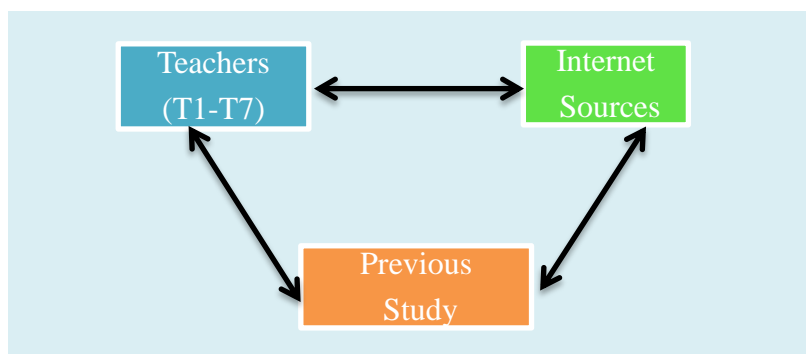 Teachers
(T1-T7)
Internet
Sources
Previous
Study